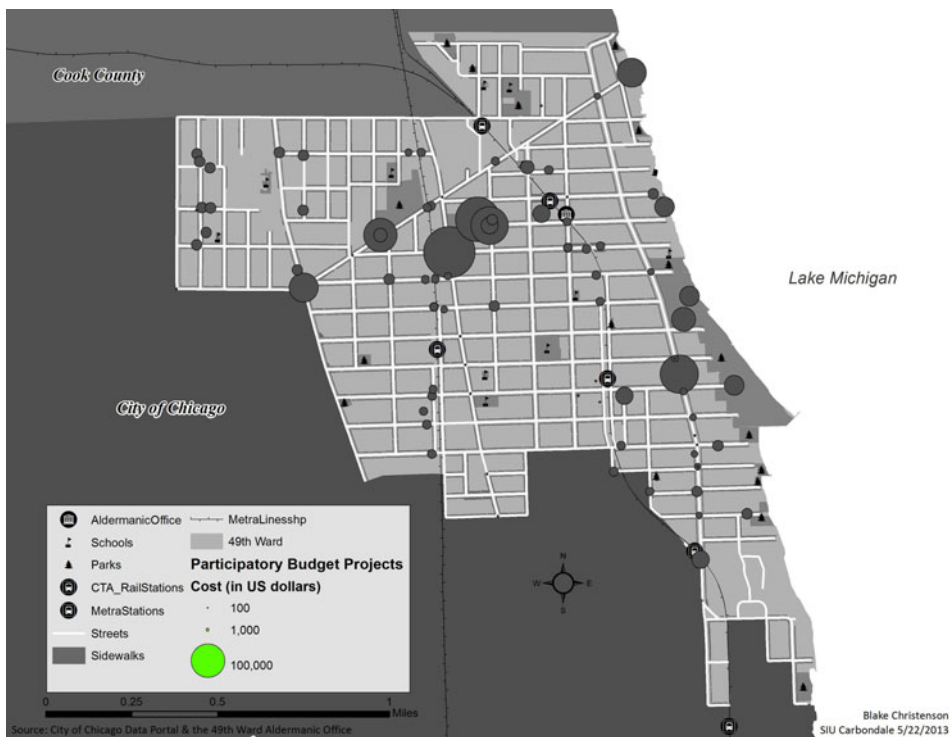 Cook County
Lake Michigan
City of Chicago
AldermanicOffice
Schools
Parks
CTA_RailStations
MetraStations
Streets
Sidewalks
MetraLinesshp
49th Ward
Participatory Budget Projects
Cost (in US dollars)
100
1,000
100,000
N
W E
S
0 0.25 0.5 1
Miles
Source: City of Chicago Data Portal & the 49th Ward Aldermanic Office
Blake Christenson
SIU Carbondale 5/22/2013